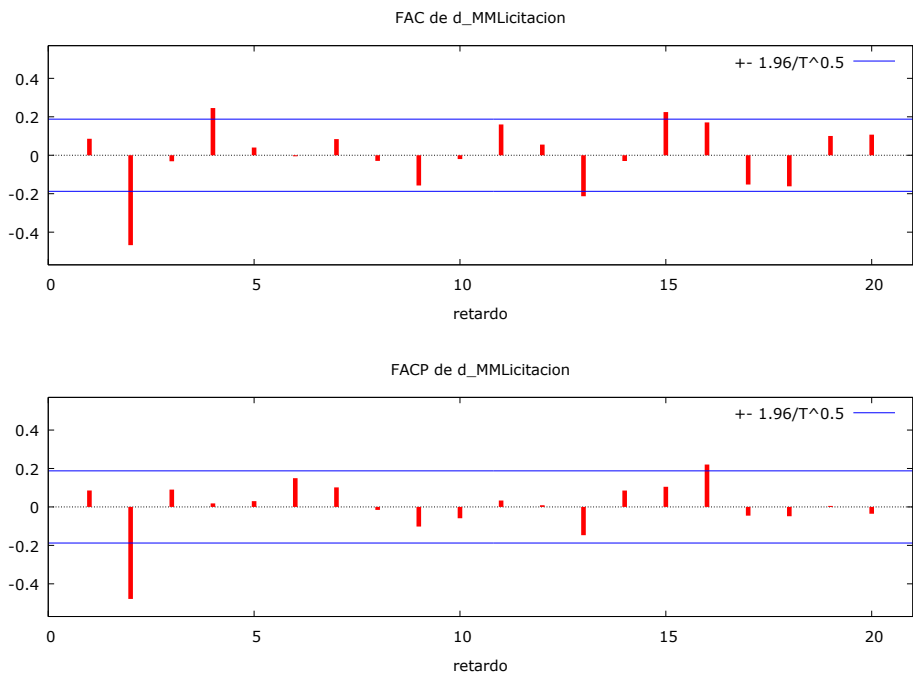 FAC de d_MMLicitacion
+- 1.96/T^0.5
0.4
0.2
0
-0.2
-0.4
0 5 10 15 20
retardo
FACP de d_MMLicitacion
+- 1.96/T^0.5
0.4
0.2
0
-0.2
-0.4
0 5 10 15 20
retardo